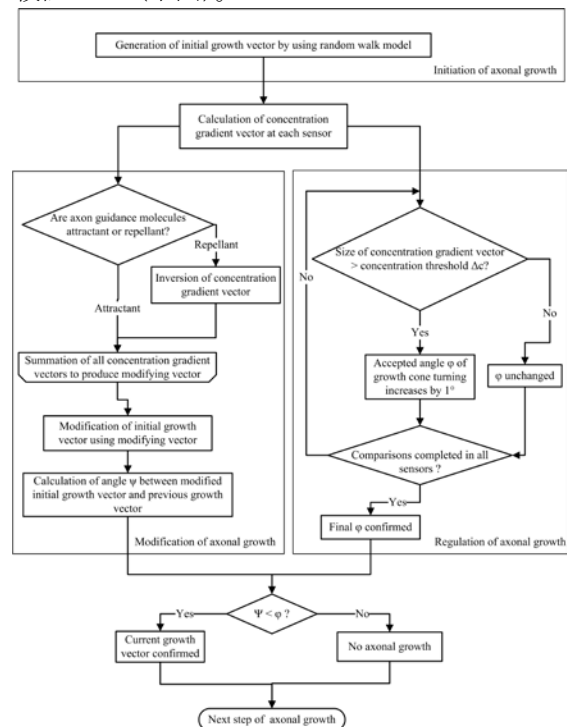 Generation of initial growth vector by using random walk model
Initiation of axonal growth
Calculation of concentration
gradient vector at each sensor
Are axon guidance molecules
attractant or repellant?
Repellant
Inversion of concentration
gradient vector
Attractant
Summation of all concentration gradient
vectors to produce modifying vector
Modification of initial growth
vector using modifying vector
Calculation of angle ψ between modified
initial growth vector and previous growth
vector
Modification of axonal growth
Size of concentration gradient vector
> concentration threshold Δc?
No
No
Yes
Accepted angle φ of
growth cone turning
increases by 1°
φ unchanged
Comparisons completed in all
sensors ?
Yes
Final φ confirmed
Regulation of axonal growth
Ψ < φ ?
Yes
No
Current growth
vector confirmed
No axonal growth
Next step of axonal growth